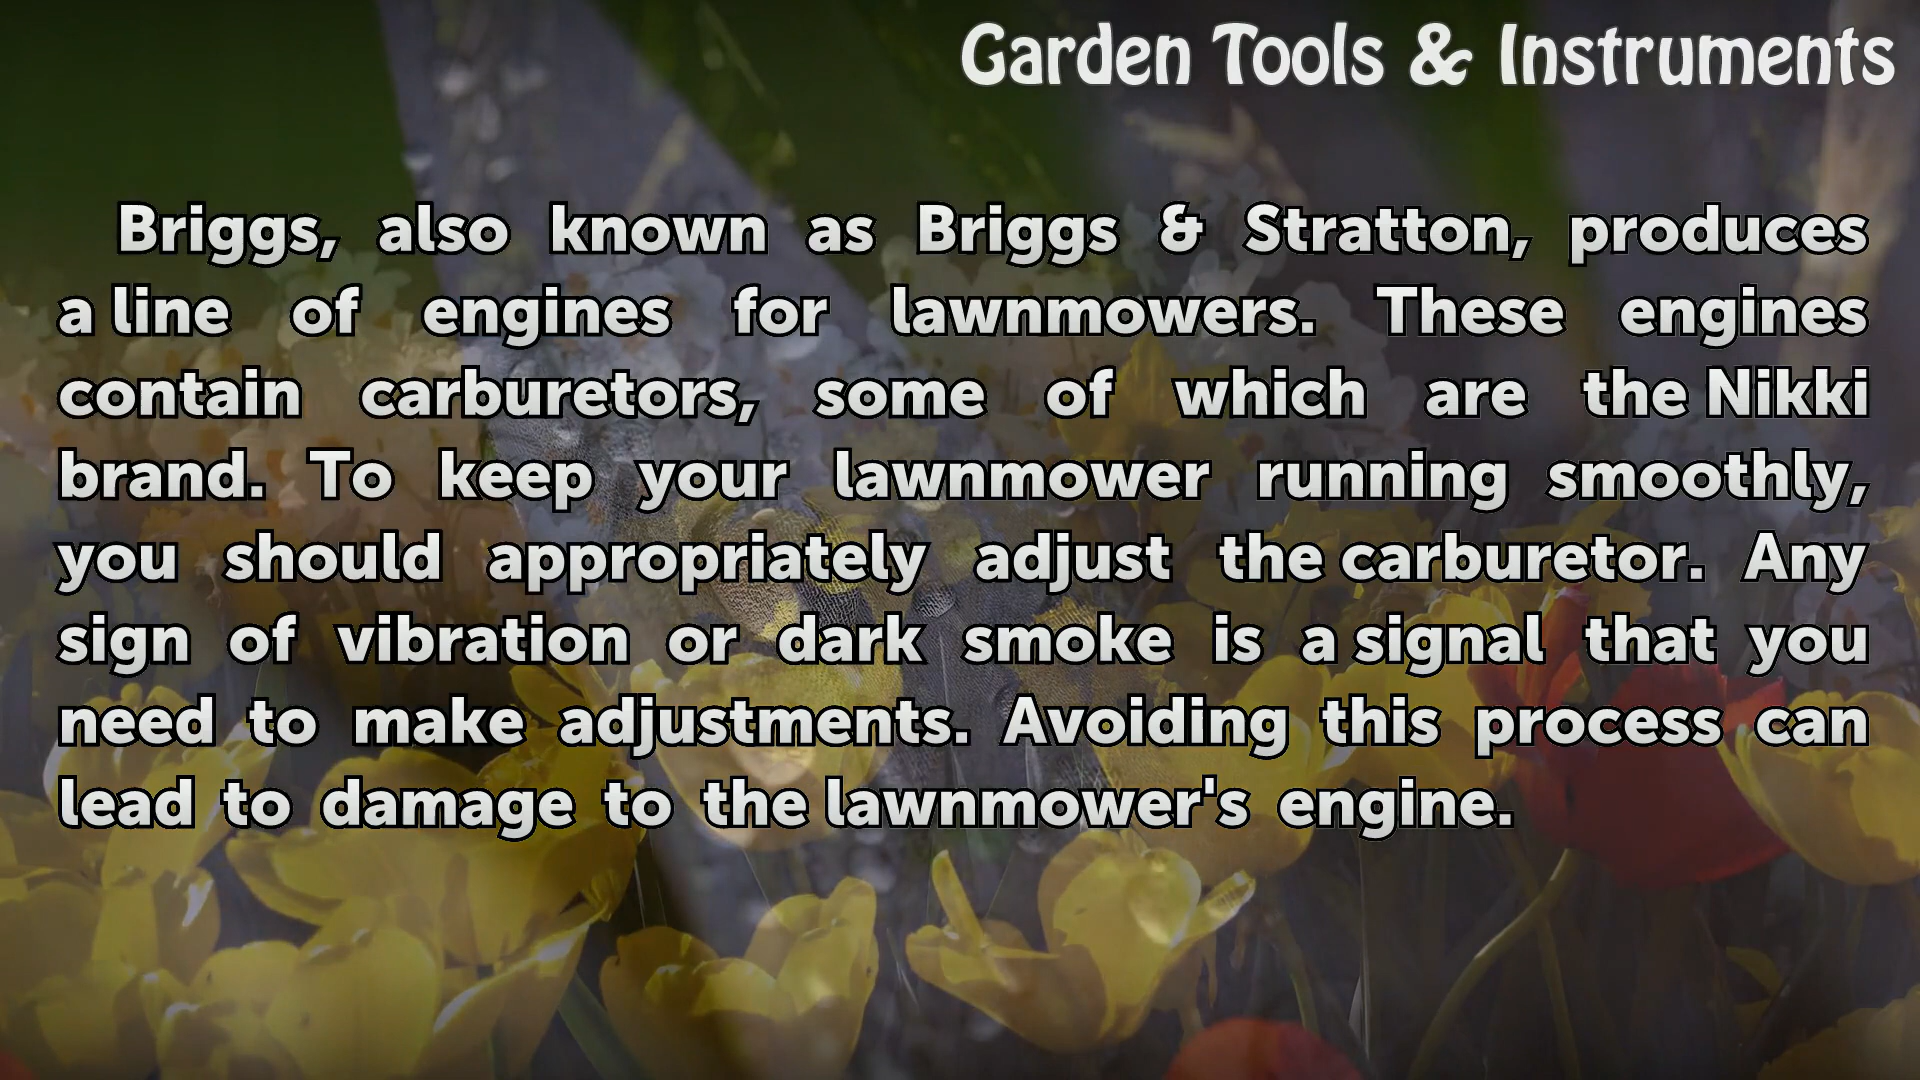 Garden Tools & Instruments
Briggs, also known as Briggs & Stratton, produces
a line of engines for lawnmowers. These engines
contain carburetors, some of which are the Nikki
brand. To keep your lawnmower running smoothly,
you should appropriately adjust the carburetor. Any
sign of vibration or dark smoke is a signal that you
need to make adjustments. Avoiding this process can
lead to damage to the lawnmower's engine.